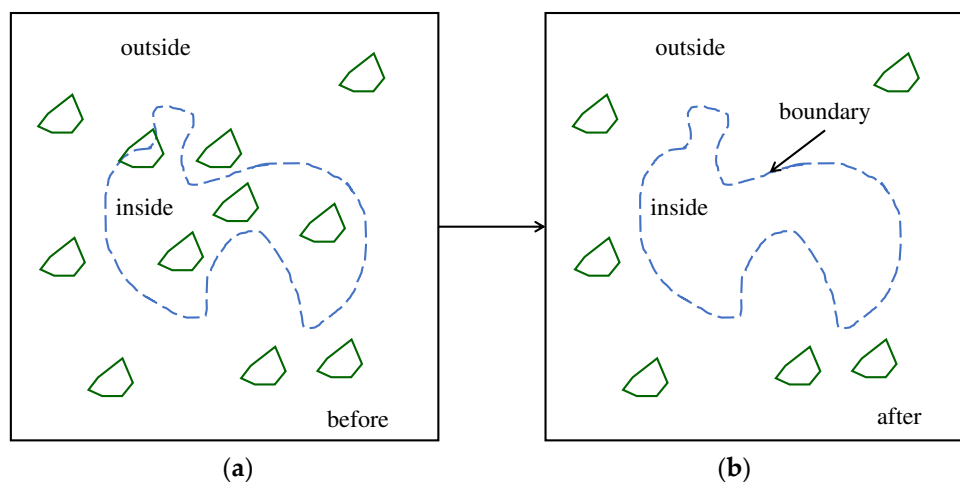 outside
inside
before
(a)
outside
boundary
inside
after
(b)